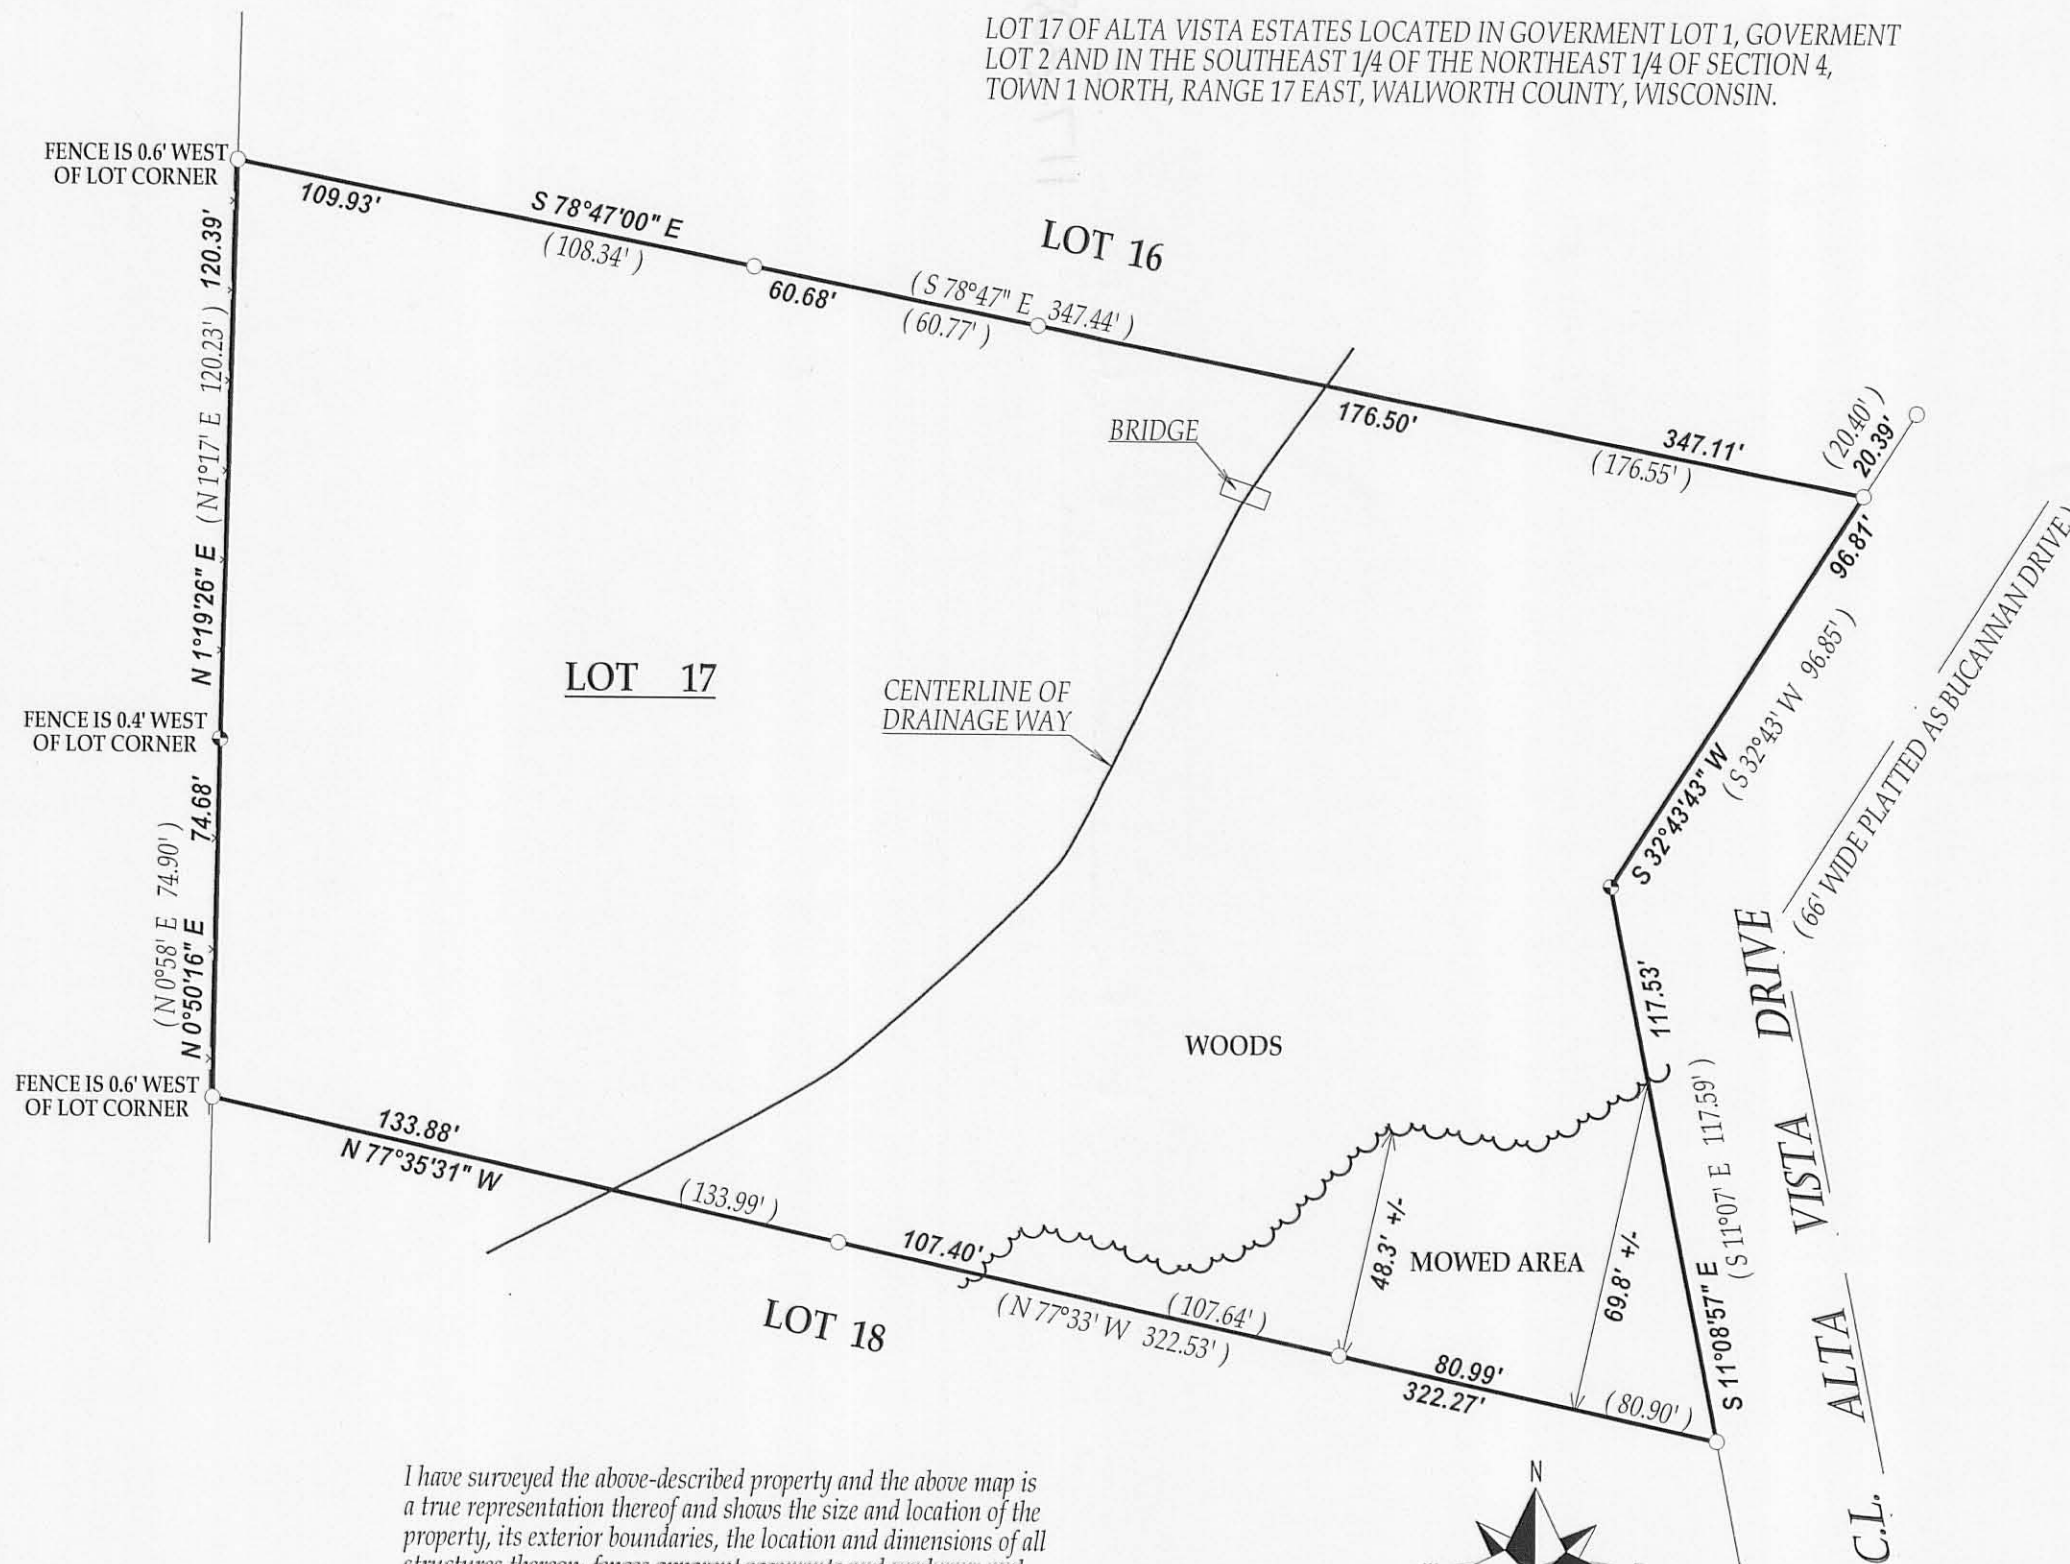 LOT 17 OF ALTA VISTA ESTATES LOCATED IN GOVERMENT LOT 1, GOVERMENT
LOT 2 AND IN THE SOUTHEAST 1/4 OF THE NORTHEAST 1/4 OF SECTION 4,
TOWN 1 NORTH, RANGE 17 EAST, WALWORTH COUNTY, WISCONSIN.
FENCE IS 0.6' WEST
OF LOT CORNER
109.93'
S 78°47'00" E
(108.34')
LOT 16
60.68'
(S 78°47" E 347.44')
(60.77')
176.50'
347.11'
(176.55')
(20.40')
20.39'
120.39'
(N 1°17' E 120.23')
N 1°19'26" E
BRIDGE
96.81'
(S 32°43' W 96.85')
S 32°43'43" W
(66' WIDE PLATTED AS BUCANNAN DRIVE)
LOT 17
CENTERLINE OF
DRAINAGE WAY
FENCE IS 0.4' WEST
OF LOT CORNER
74.68'
(N 0°58' E 74.90')
N 0°50'16" E
117.53'
(S 11°07' E 117.59')
S 11°08'57" E
C.L. ALTA VISTA DRIVE
WOODS
FENCE IS 0.6' WEST
OF LOT CORNER
133.88'
N 77°35'31" W
(133.99')
107.40'
(107.64')
(N 77°33' W 322.53')
48.3' +/-
MOWED AREA
69.8' +/-
LOT 18
80.99'
322.27'
(80.90')
N
I have surveyed the above-described property and the above map is
a true representation thereof and shows the size and location of the
property, its exterior boundaries, the location and dimensions of all